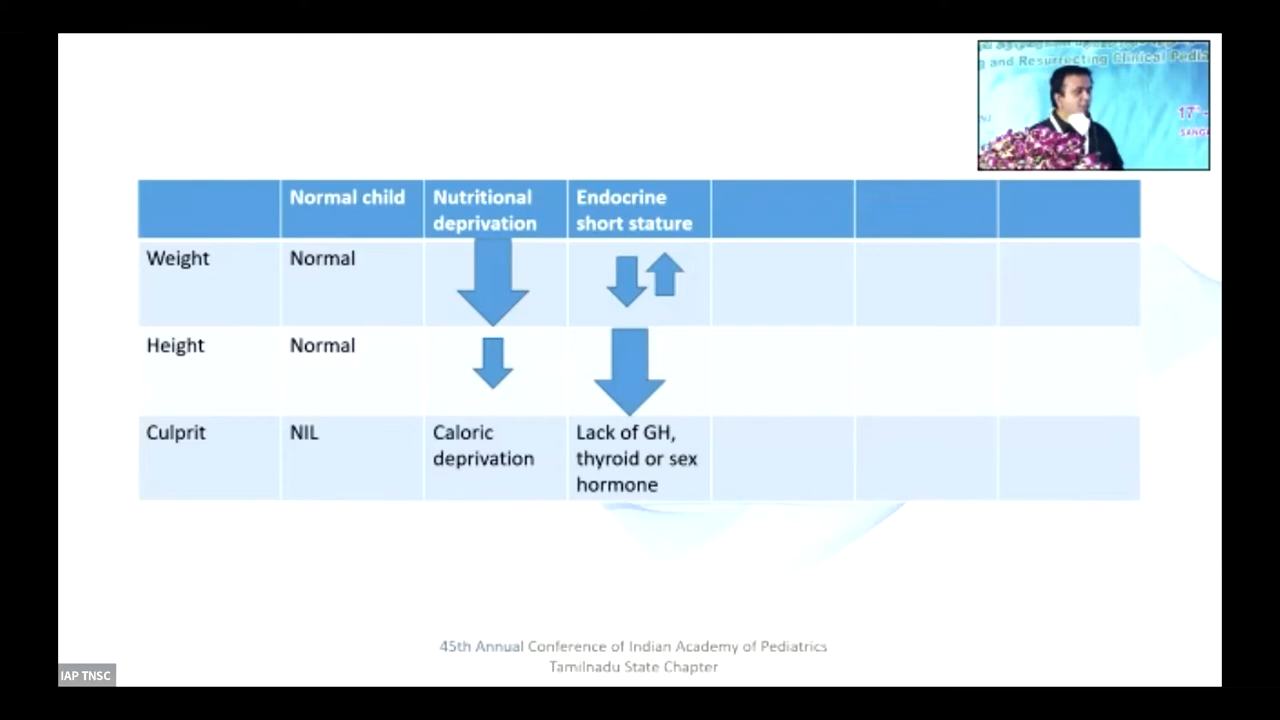 g and Resurrecting Clinical Pedia
17
SANG
Normal child
Nutritional
deprivation
Endocrine
short stature
Weight
Normal
Height
Normal
Culprit
NIL
Caloric
deprivation
Lack of GH,
thyroid or sex
hormone
45th Annual Conference of Indian Academy of Pediatrics
Tamilnadu State Chapter
IAP TNSC